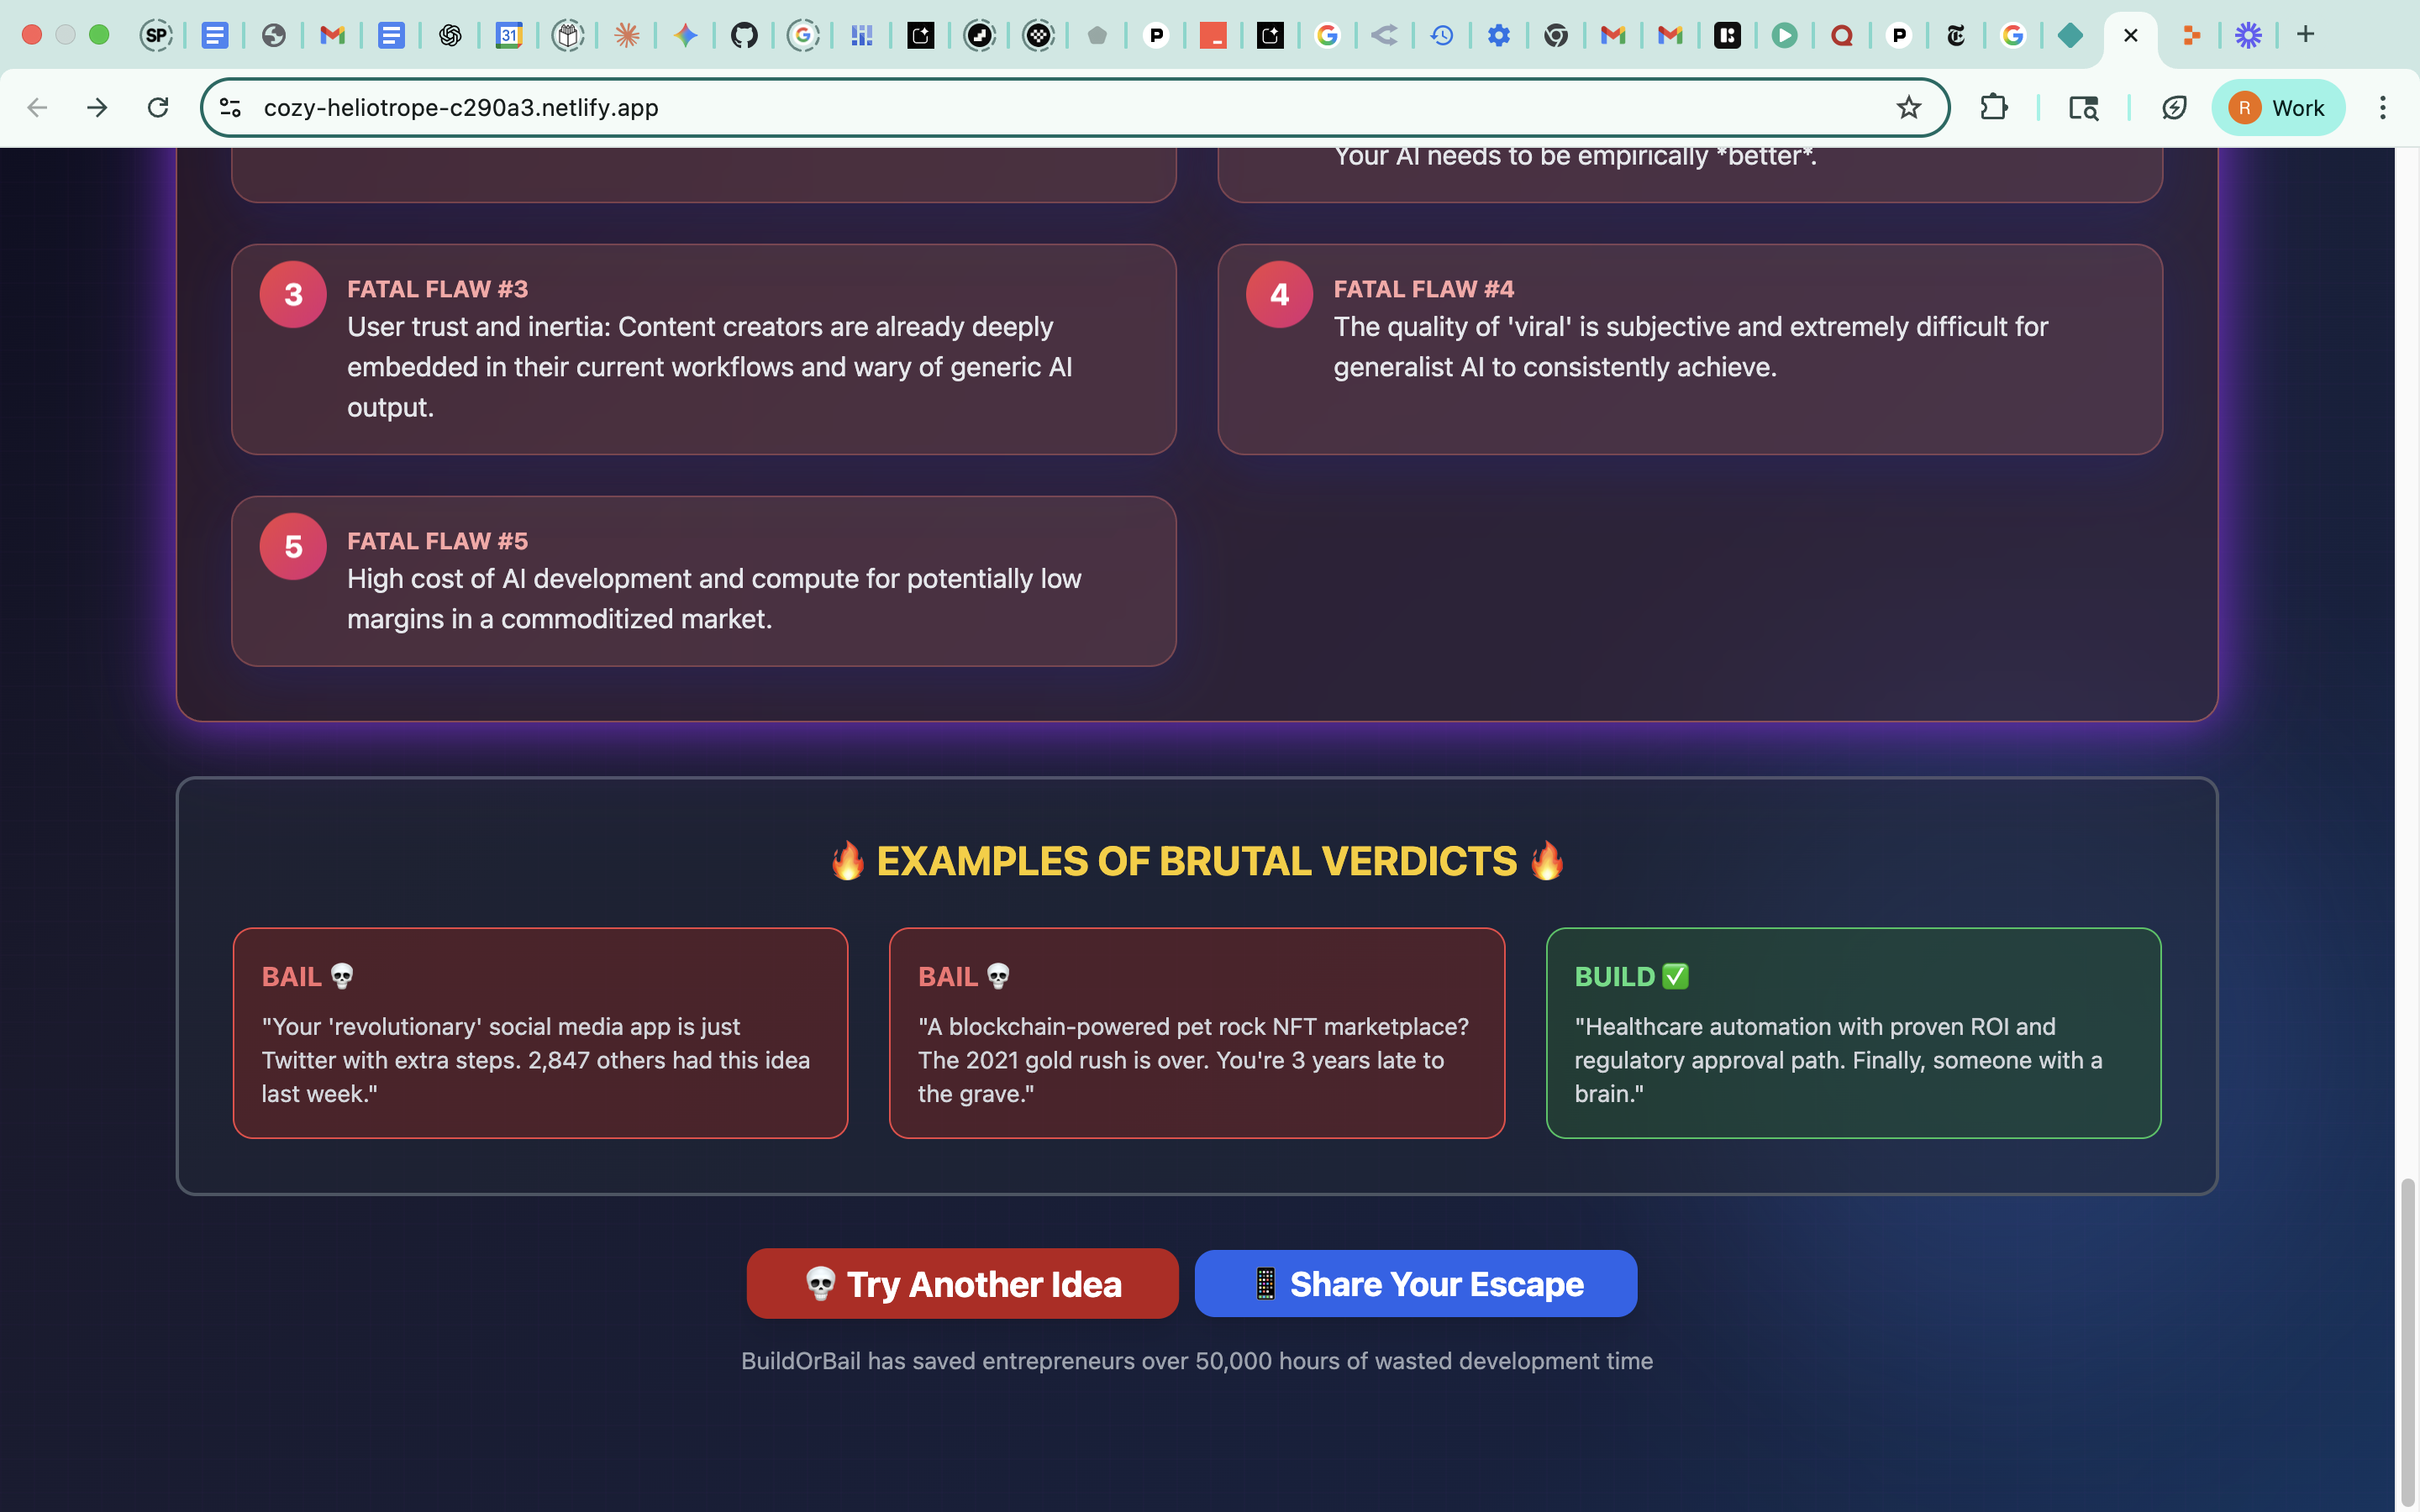 SP
31
cozy-heliotrope-c290a3.netlify.app
R Work
Your AI needs to be empirically *better*.
3
FATAL FLAW #3
User trust and inertia: Content creators are already deeply
embedded in their current workflows and wary of generic AI
output.
4
FATAL FLAW #4
The quality of 'viral' is subjective and extremely difficult for
generalist AI to consistently achieve.
5
FATAL FLAW #5
High cost of AI development and compute for potentially low
margins in a commoditized market.
🔥 EXAMPLES OF BRUTAL VERDICTS 🔥
BAIL 💀
"Your 'revolutionary' social media app is just
Twitter with extra steps. 2,847 others had this idea
last week."
BAIL 💀
"A blockchain-powered pet rock NFT marketplace?
The 2021 gold rush is over. You're 3 years late to
the grave."
BUILD ✅
"Healthcare automation with proven ROI and
regulatory approval path. Finally, someone with a
brain."
💀 Try Another Idea
📱 Share Your Escape
BuildOrBail has saved entrepreneurs over 50,000 hours of wasted development time